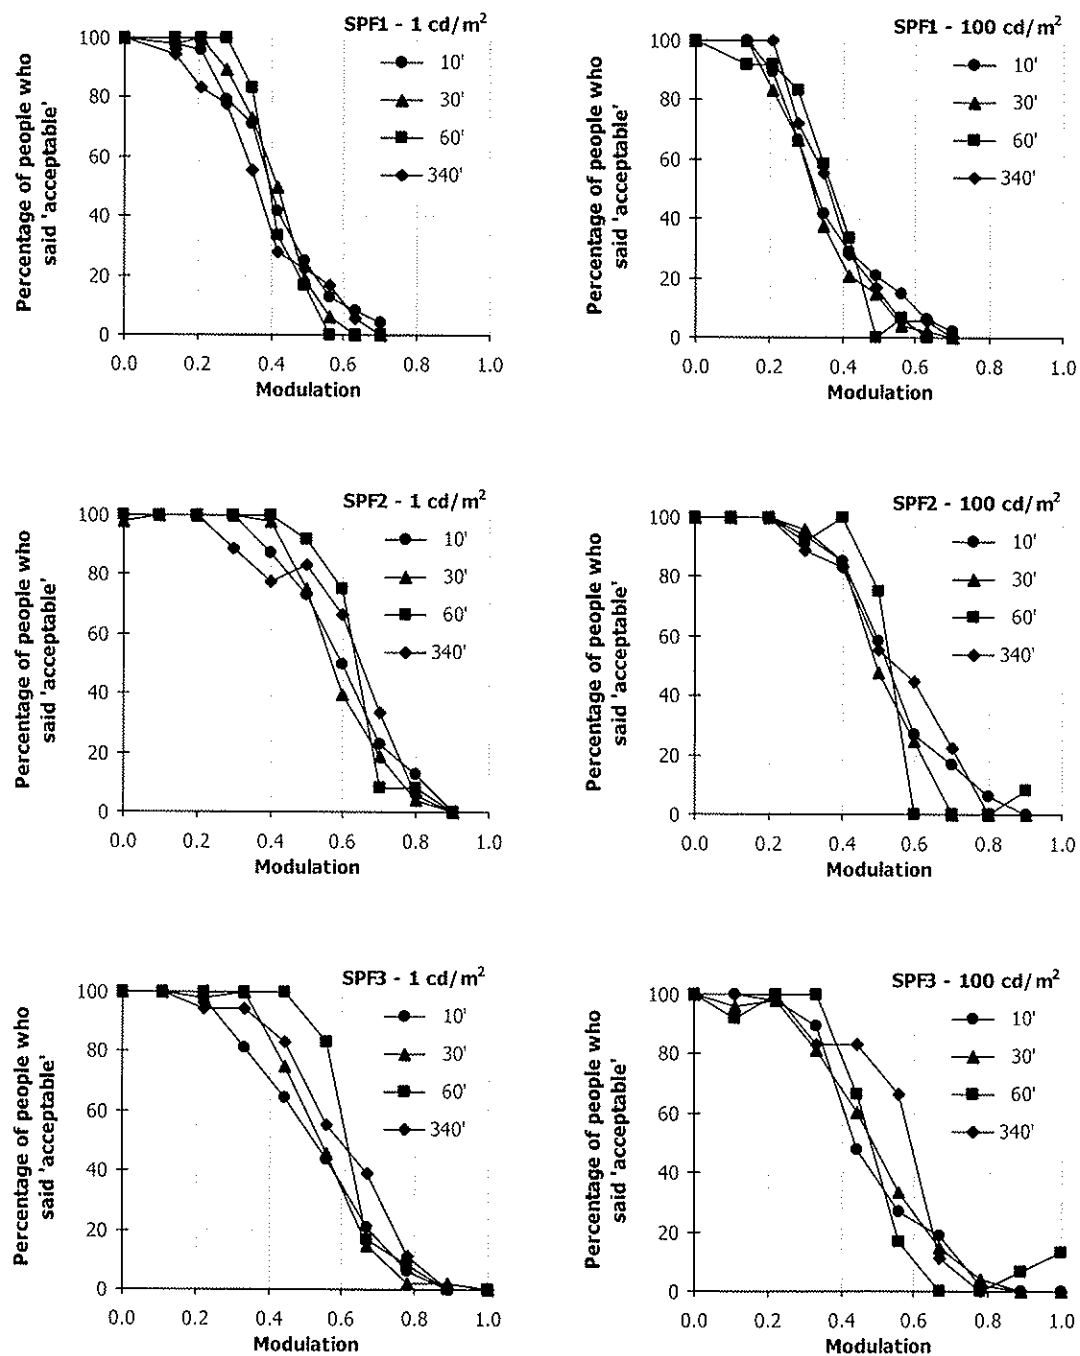 SPF1 - 1 cd/m²
Percentage of people who
said 'acceptable'
100
80
60
40
20
0
10'
30'
60'
340'
0.0 0.2 0.4 0.6 0.8 1.0
Modulation
SPF1 - 100 cd/m²
Percentage of people who
said 'acceptable'
100
80
60
40
20
0
10'
30'
60'
340'
0.0 0.2 0.4 0.6 0.8 1.0
Modulation
SPF2 - 1 cd/m²
Percentage of people who
said 'acceptable'
100
80
60
40
20
0
10'
30'
60'
340'
0.0 0.2 0.4 0.6 0.8 1.0
Modulation
SPF2 - 100 cd/m²
Percentage of people who
said 'acceptable'
100
80
60
40
20
0
10'
30'
60'
340'
0.0 0.2 0.4 0.6 0.8 1.0
Modulation
SPF3 - 1 cd/m²
Percentage of people who
said 'acceptable'
100
80
60
40
20
0
10'
30'
60'
340'
0.0 0.2 0.4 0.6 0.8 1.0
Modulation
SPF3 - 100 cd/m²
Percentage of people who
said 'acceptable'
100
80
60
40
20
0
10'
30'
60'
340'
0.0 0.2 0.4 0.6 0.8 1.0
Modulation